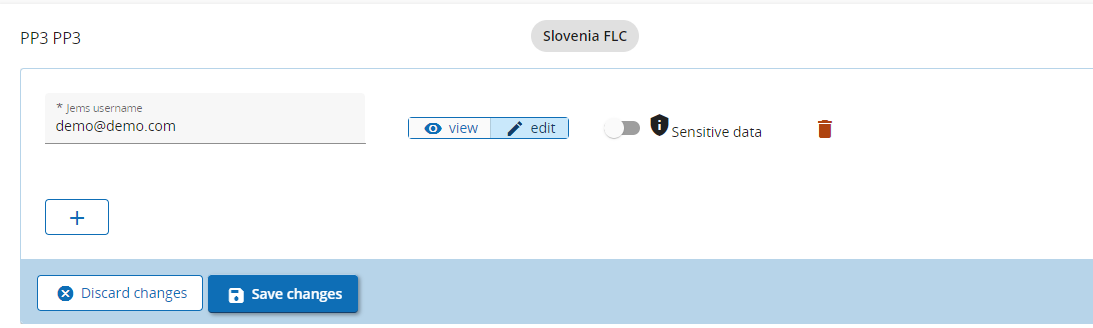 PP3 PP3
Slovenia FLC
* Jems username
demo@demo.com
view
edit
Sensitive data
+
Discard changes
Save changes